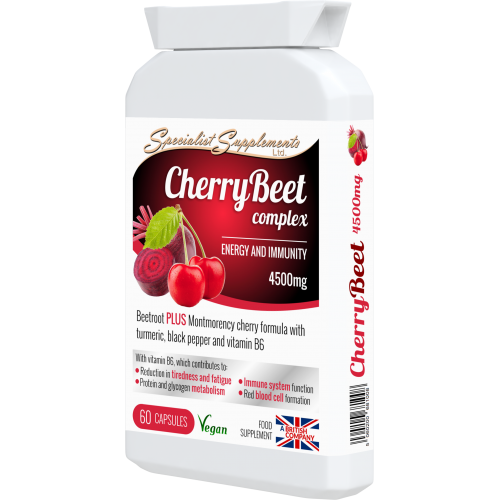 Specialist Supplements
Ltd.
CherryBeet
complex
ENERGY AND IMMUNITY
4500mg
Beetroot PLUS Montmorency cherry formula with
turmeric, black pepper and vitamin B6
With vitamin B6, which contributes to:
• Reduction in tiredness and fatigue
• Protein and glycogen metabolism
• Immune system function
• Red blood cell formation
60 CAPSULES
Vegan
FOOD
SUPPLEMENT
A BRITISH
COMPANY
CherryBeet 4500mg